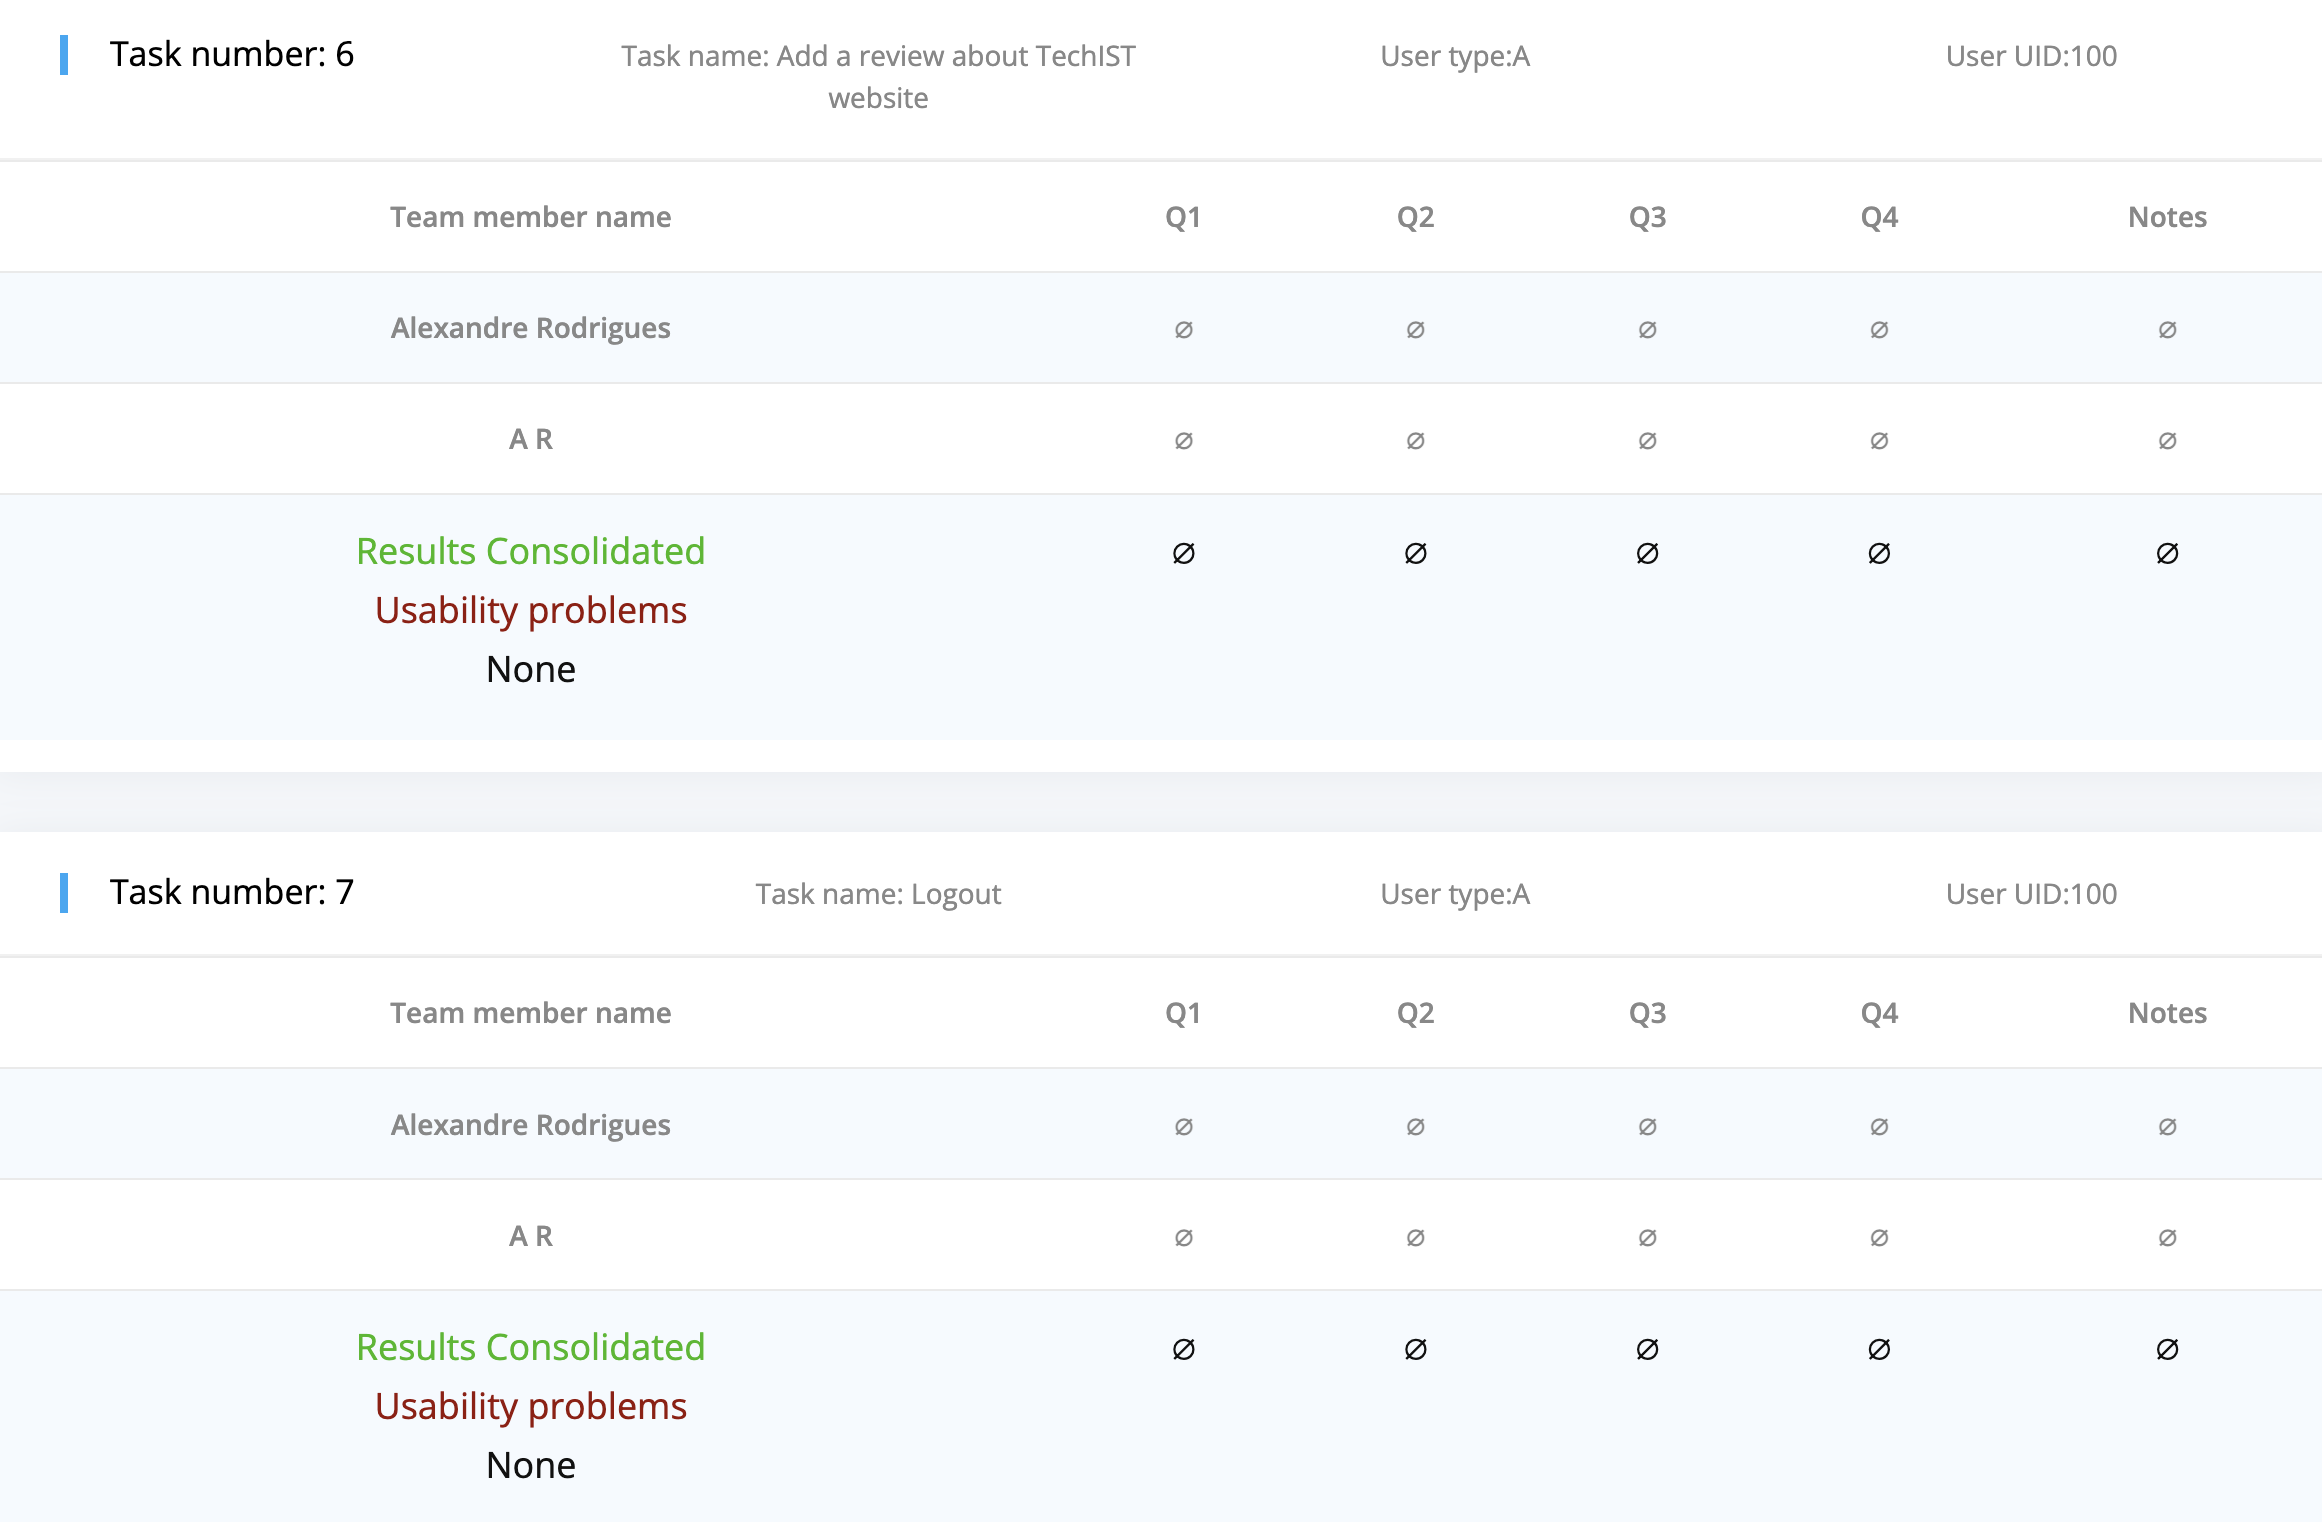 Task number: 6 Task name: Add a review about TechIST User type:A User UID:100
website
Team member name Q1 Q2 Q3 Q4 Notes
Alexandre Rodrigues ∅ ∅ ∅ ∅ ∅
A R ∅ ∅ ∅ ∅ ∅
Results Consolidated ∅ ∅ ∅ ∅ ∅
Usability problems
None
Task number: 7 Task name: Logout User type:A User UID:100
Team member name Q1 Q2 Q3 Q4 Notes
Alexandre Rodrigues ∅ ∅ ∅ ∅ ∅
A R ∅ ∅ ∅ ∅ ∅
Results Consolidated ∅ ∅ ∅ ∅ ∅
Usability problems
None